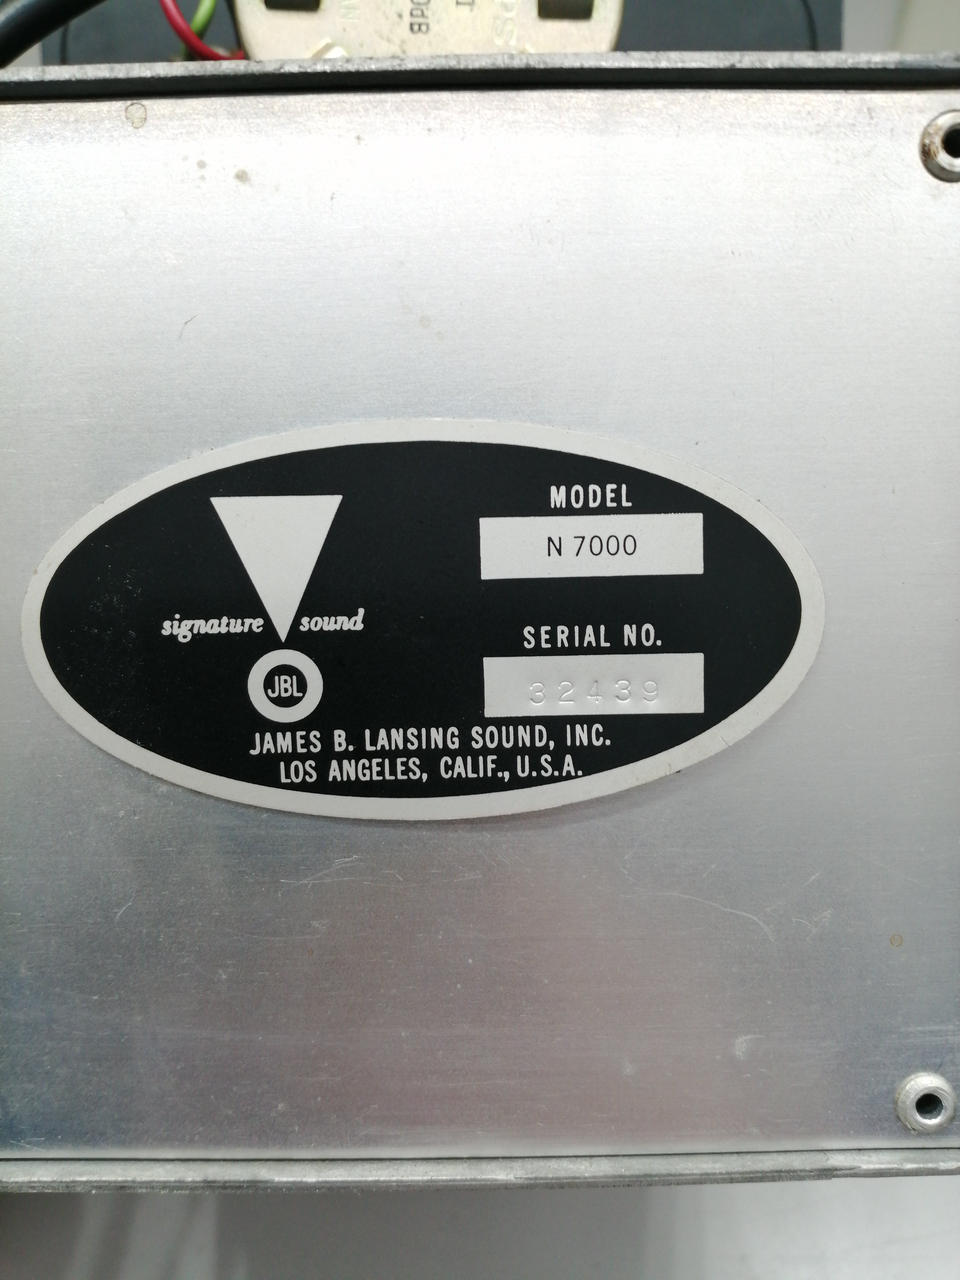 MODEL
N 7000
signature sound
SERIAL NO.
32439
JBL
JAMES B. LANSING SOUND, INC.
LOS ANGELES, CALIF., U.S.A.